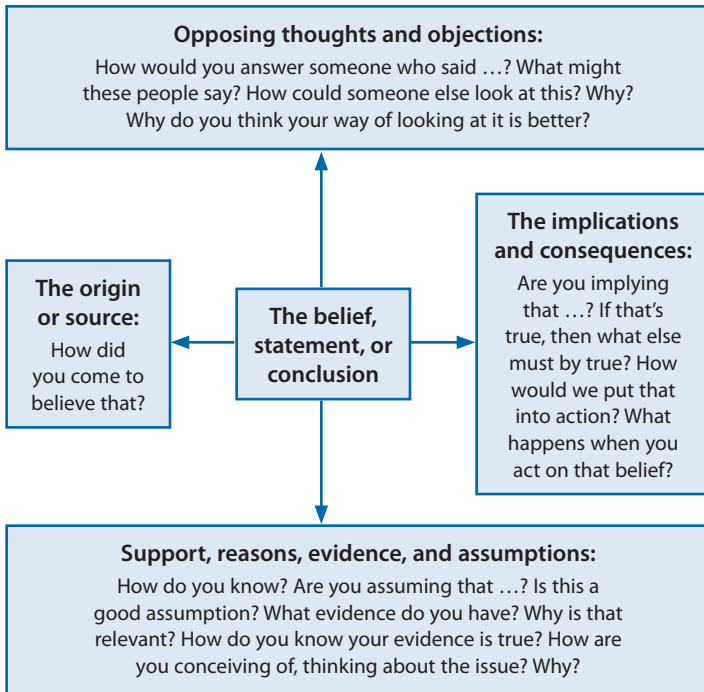 Opposing thoughts and objections:
How would you answer someone who said …? What might
these people say? How could someone else look at this? Why?
Why do you think your way of looking at it is better?
The origin
or source:
How did
you come to
believe that?
The belief,
statement, or
conclusion
The implications
and consequences:
Are you implying
that …? If that’s
true, then what else
must by true? How
would we put that
into action? What
happens when you
act on that belief?
Support, reasons, evidence, and assumptions:
How do you know? Are you assuming that …? Is this a
good assumption? What evidence do you have? Why is that
relevant? How do you know your evidence is true? How are
you conceiving of, thinking about the issue? Why?